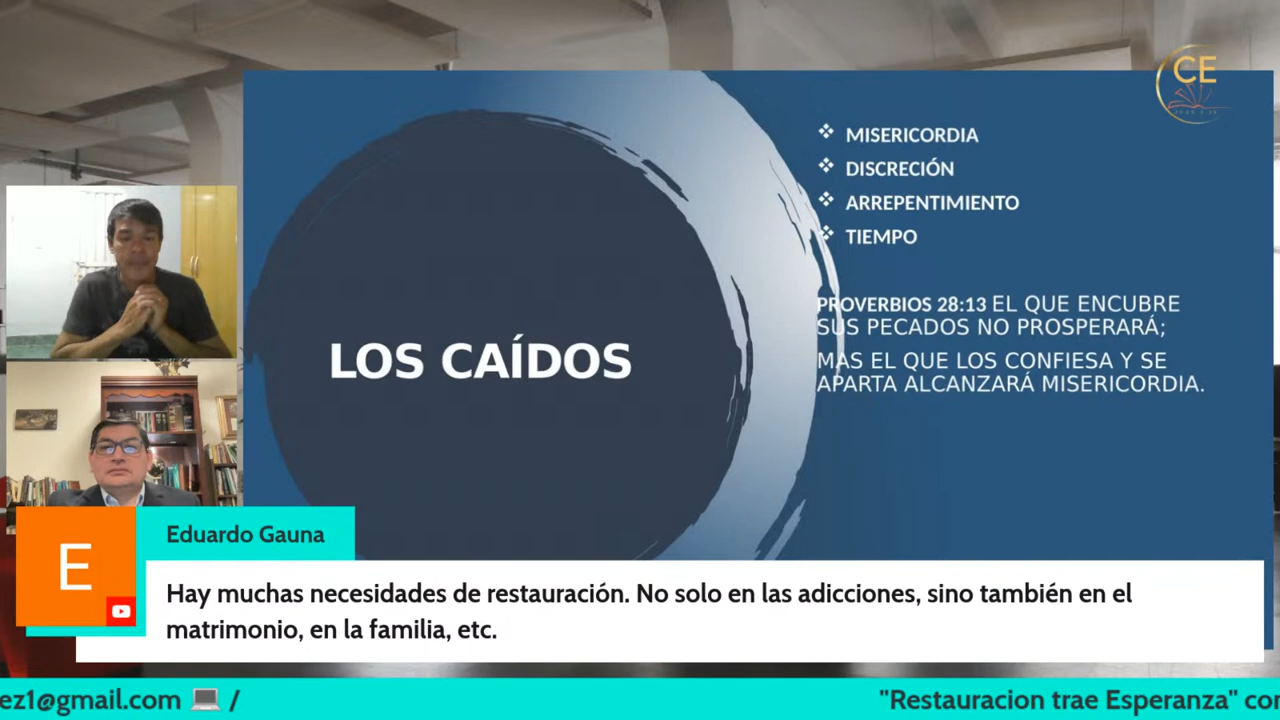 CE
MISERICORDIA
DISCRECIÓN
ARREPENTIMIENTO
TIEMPO
PROVERBIOS 28:13 EL QUE ENCUBRE
SUS PECADOS NO PROSPERARÁ;
MAS EL QUE LOS CONFIESA Y SE
APARTA ALCANZARÁ MISERICORDIA.
LOS CAÍDOS
E
Eduardo Gauna
Hay muchas necesidades de restauración. No solo en las adicciones, sino también en el
matrimonio, en la familia, etc.
ez1@gmail.com 💻 /
"Restauracion trae Esperanza" con